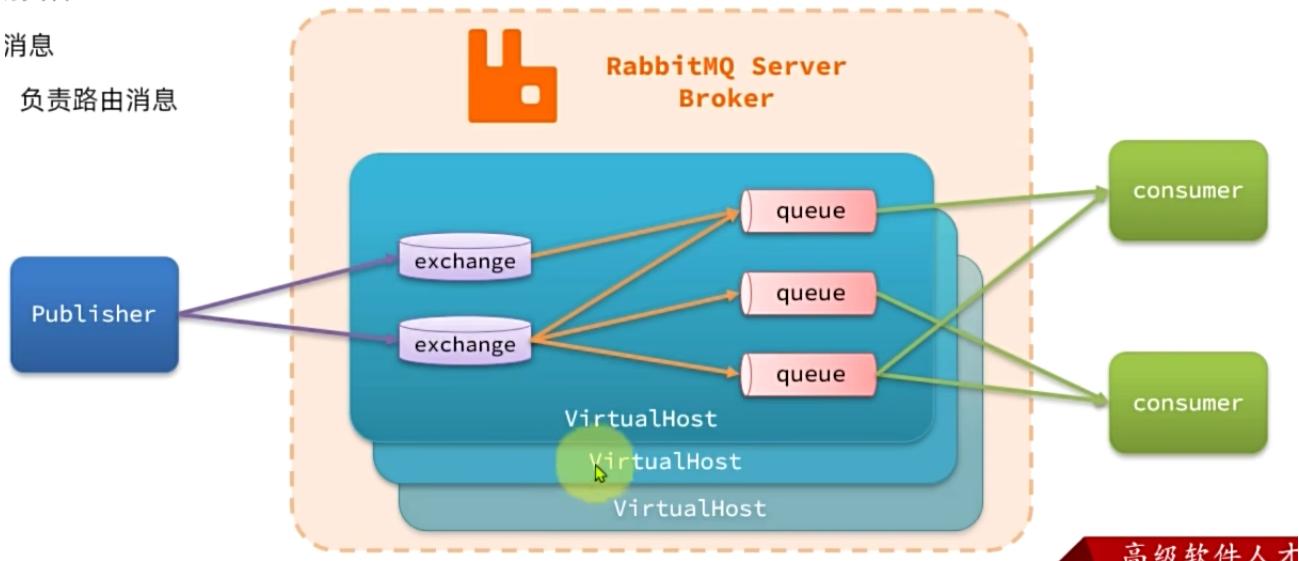 消息
负责路由消息
RabbitMQ Server
Broker
Publisher
exchange
exchange
queue
queue
queue
VirtualHost
VirtualHost
VirtualHost
consumer
consumer
高级软件人才